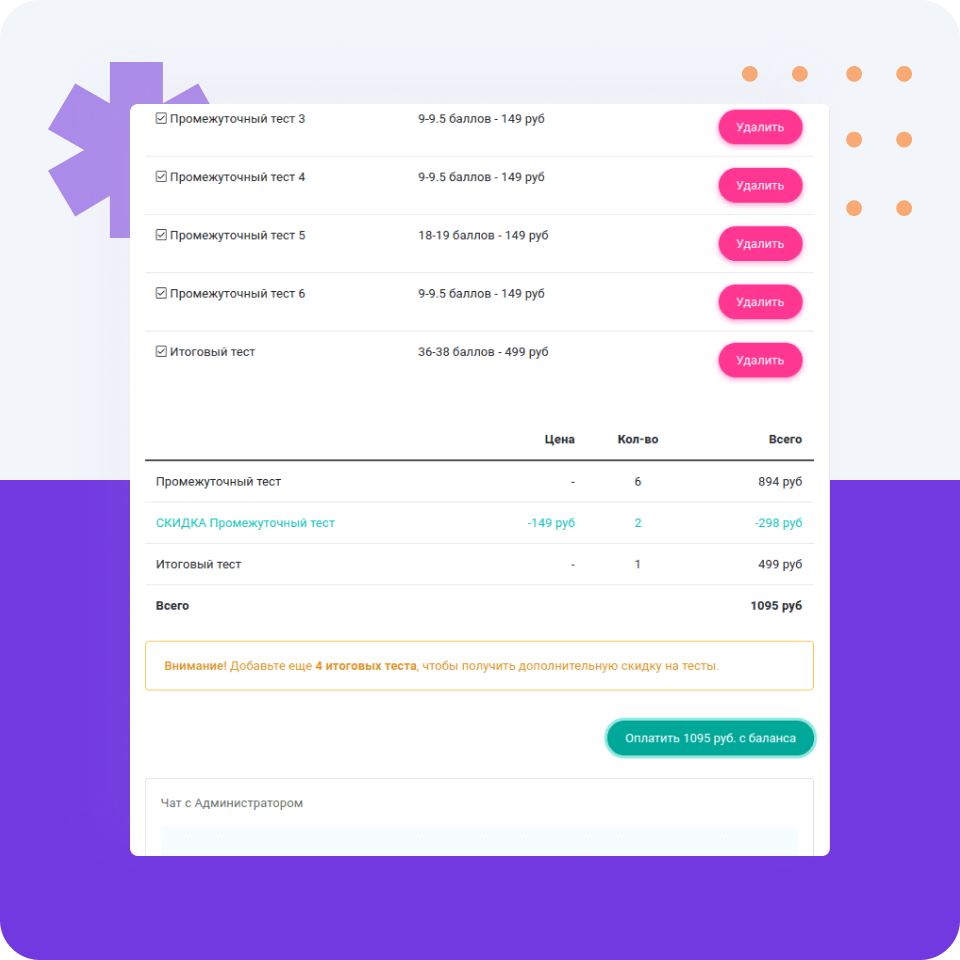 Промежуточный тест 3 9-9.5 баллов - 149 руб Удалить
Промежуточный тест 4 9-9.5 баллов - 149 руб Удалить
Промежуточный тест 5 18-19 баллов - 149 руб Удалить
Промежуточный тест 6 9-9.5 баллов - 149 руб Удалить
Итоговый тест 36-38 баллов - 499 руб Удалить
Цена Кол-во Всего
Промежуточный тест - 6 894 руб
СКИДКА Промежуточный тест -149 руб 2 -298 руб
Итоговый тест - 1 499 руб
Всего 1095 руб
Внимание! Добавьте еще 4 итоговых теста, чтобы получить дополнительную скидку на тесты.
Оплатить 1095 руб. с баланса
Чат с Администратором